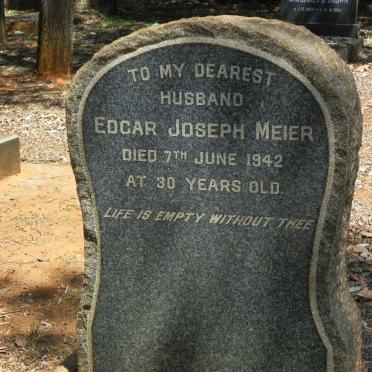 TO MY DEAREST
HUSBAND
EDGAR JOSEPH MEIER
DIED 7TH JUNE 1942
AT 30 YEARS OLD.
LIFE IS EMPTY WITHOUT THEE